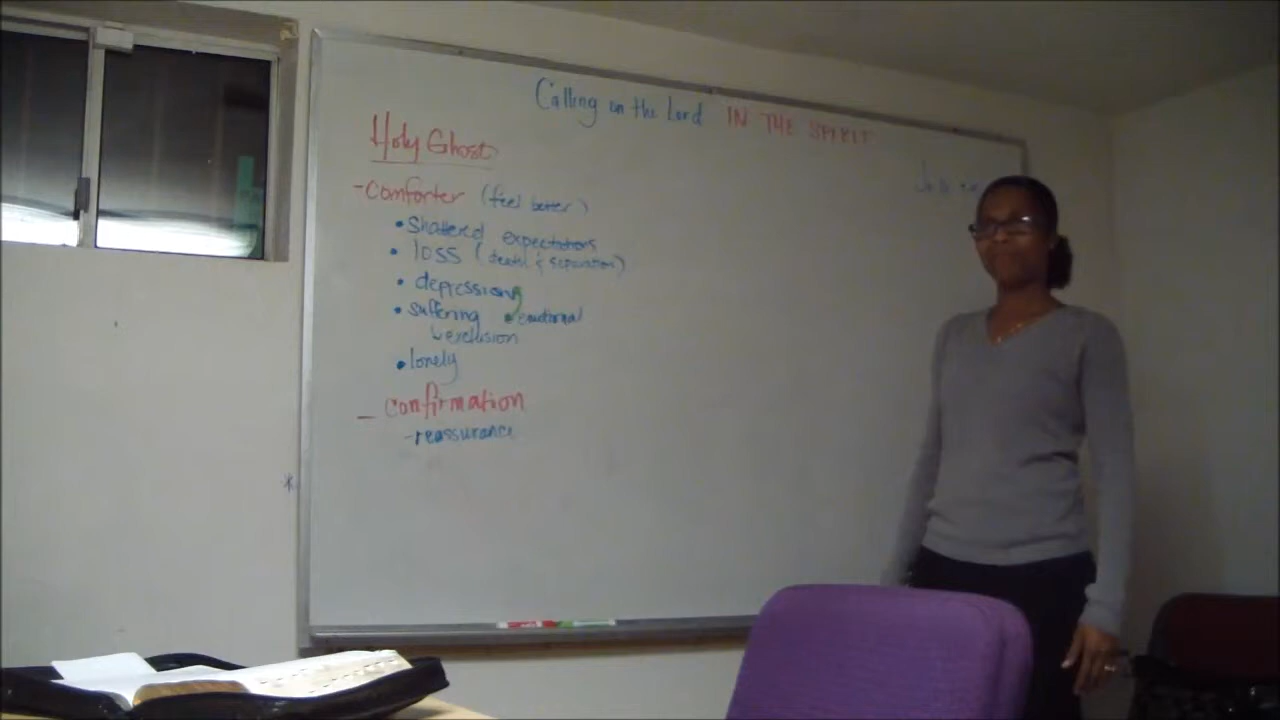 Calling on the Lord IN THE SPIRIT
Holy Ghost
- Comforter (feel better)
• Shattered expectations
• loss (death & separation)
• depression
• suffering • emotional
exclusion
• lonely
- Confirmation
- reassurance
*